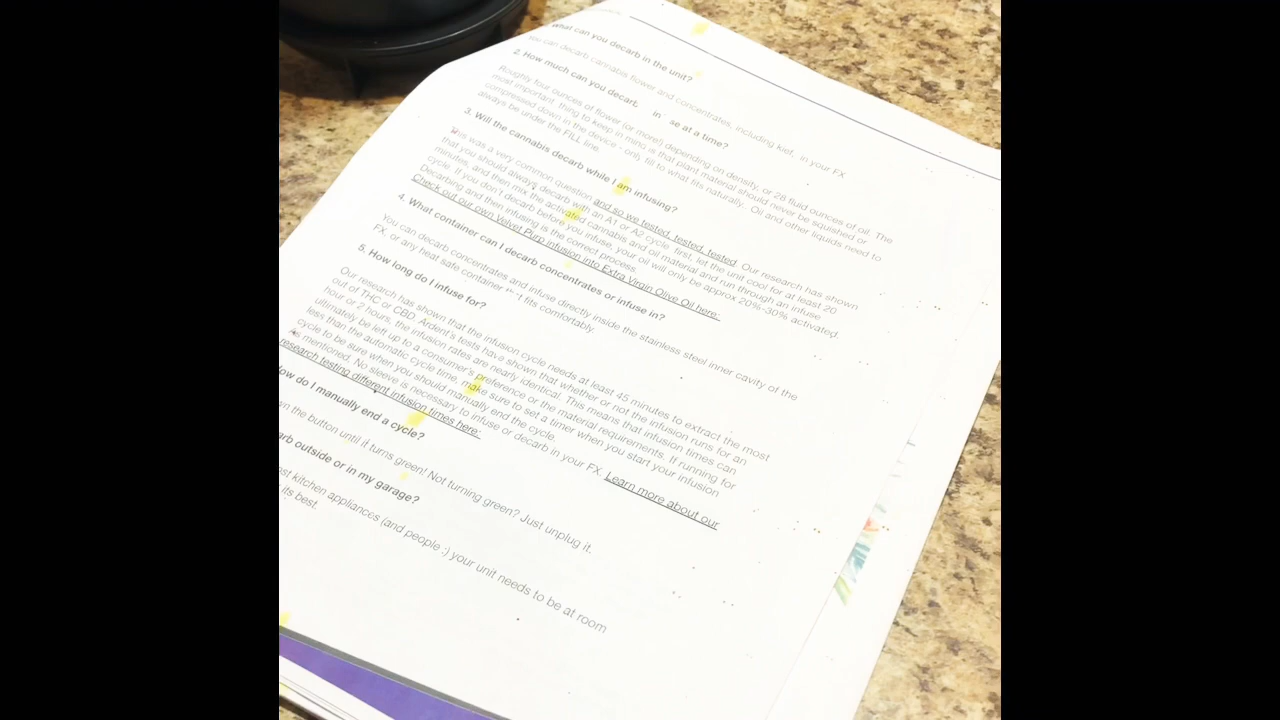 what can you decarb in the unit?
You can decarb cannabis flower and concentrates, including kief, in your FX
2. How much can you decarb in se at a time?
Roughly four ounces of flower (or more!) depending on density, or 28 fluid ounces of oil. The
most important thing to keep in mind is that plant material should never be squished or
compressed down in the device - only fill to what fits naturally. Oil and other liquids need to
always be under the FILL line.
3. Will the cannabis decarb while I am infusing?
This was a very common question and so we tested, tested, tested. Our research has shown
that you should always decarb with an A1 or A2 cycle first, let the unit cool for at least 20
minutes, and then mix the activated cannabis and oil material and run through an infuse
cycle. If you don't decarb before you infuse, your oil will only be approx 20%-30% activated.
Decarbing and then infusing is the correct process.
Check out our own Velvet Purp infusion into Extra Virgin Olive Oil here:
4. What container can I decarb concentrates or infuse in?
You can decarb concentrates and infuse directly inside the stainless steel inner cavity of the
FX, or any heat safe container t fits comfortably.
5. How long do I infuse for?
Our research has shown that the infusion cycle needs at least 45 minutes to extract the most
out of THC or CBD. Ardent's tests have shown that whether or not the infusion runs for an
hour or 2 hours, the infusion rates are nearly identical. This means that infusion times can
ultimately be left up to a consumer's preference or the material requirements. If running for
less than the automatic cycle time, make sure to set a timer when you start your infusion
cycle to be sure when you should manually end the cycle.
As mentioned. No sleeve is necessary to infuse or decarb in your FX. Learn more about our
research testing different infusion times here:
ow do I manually end a cycle?
wn the button until it turns green! Not turning green? Just unplug it.
arb outside or in my garage?
ost kitchen appliances (and people :) your unit needs to be at room
its best.